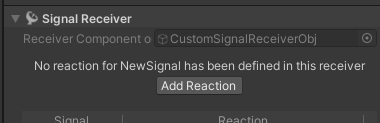 Signal Receiver
Receiver Component o CustomSignalReceiverObj
No reaction for NewSignal has been defined in this receiver
Add Reaction
Signal Reaction